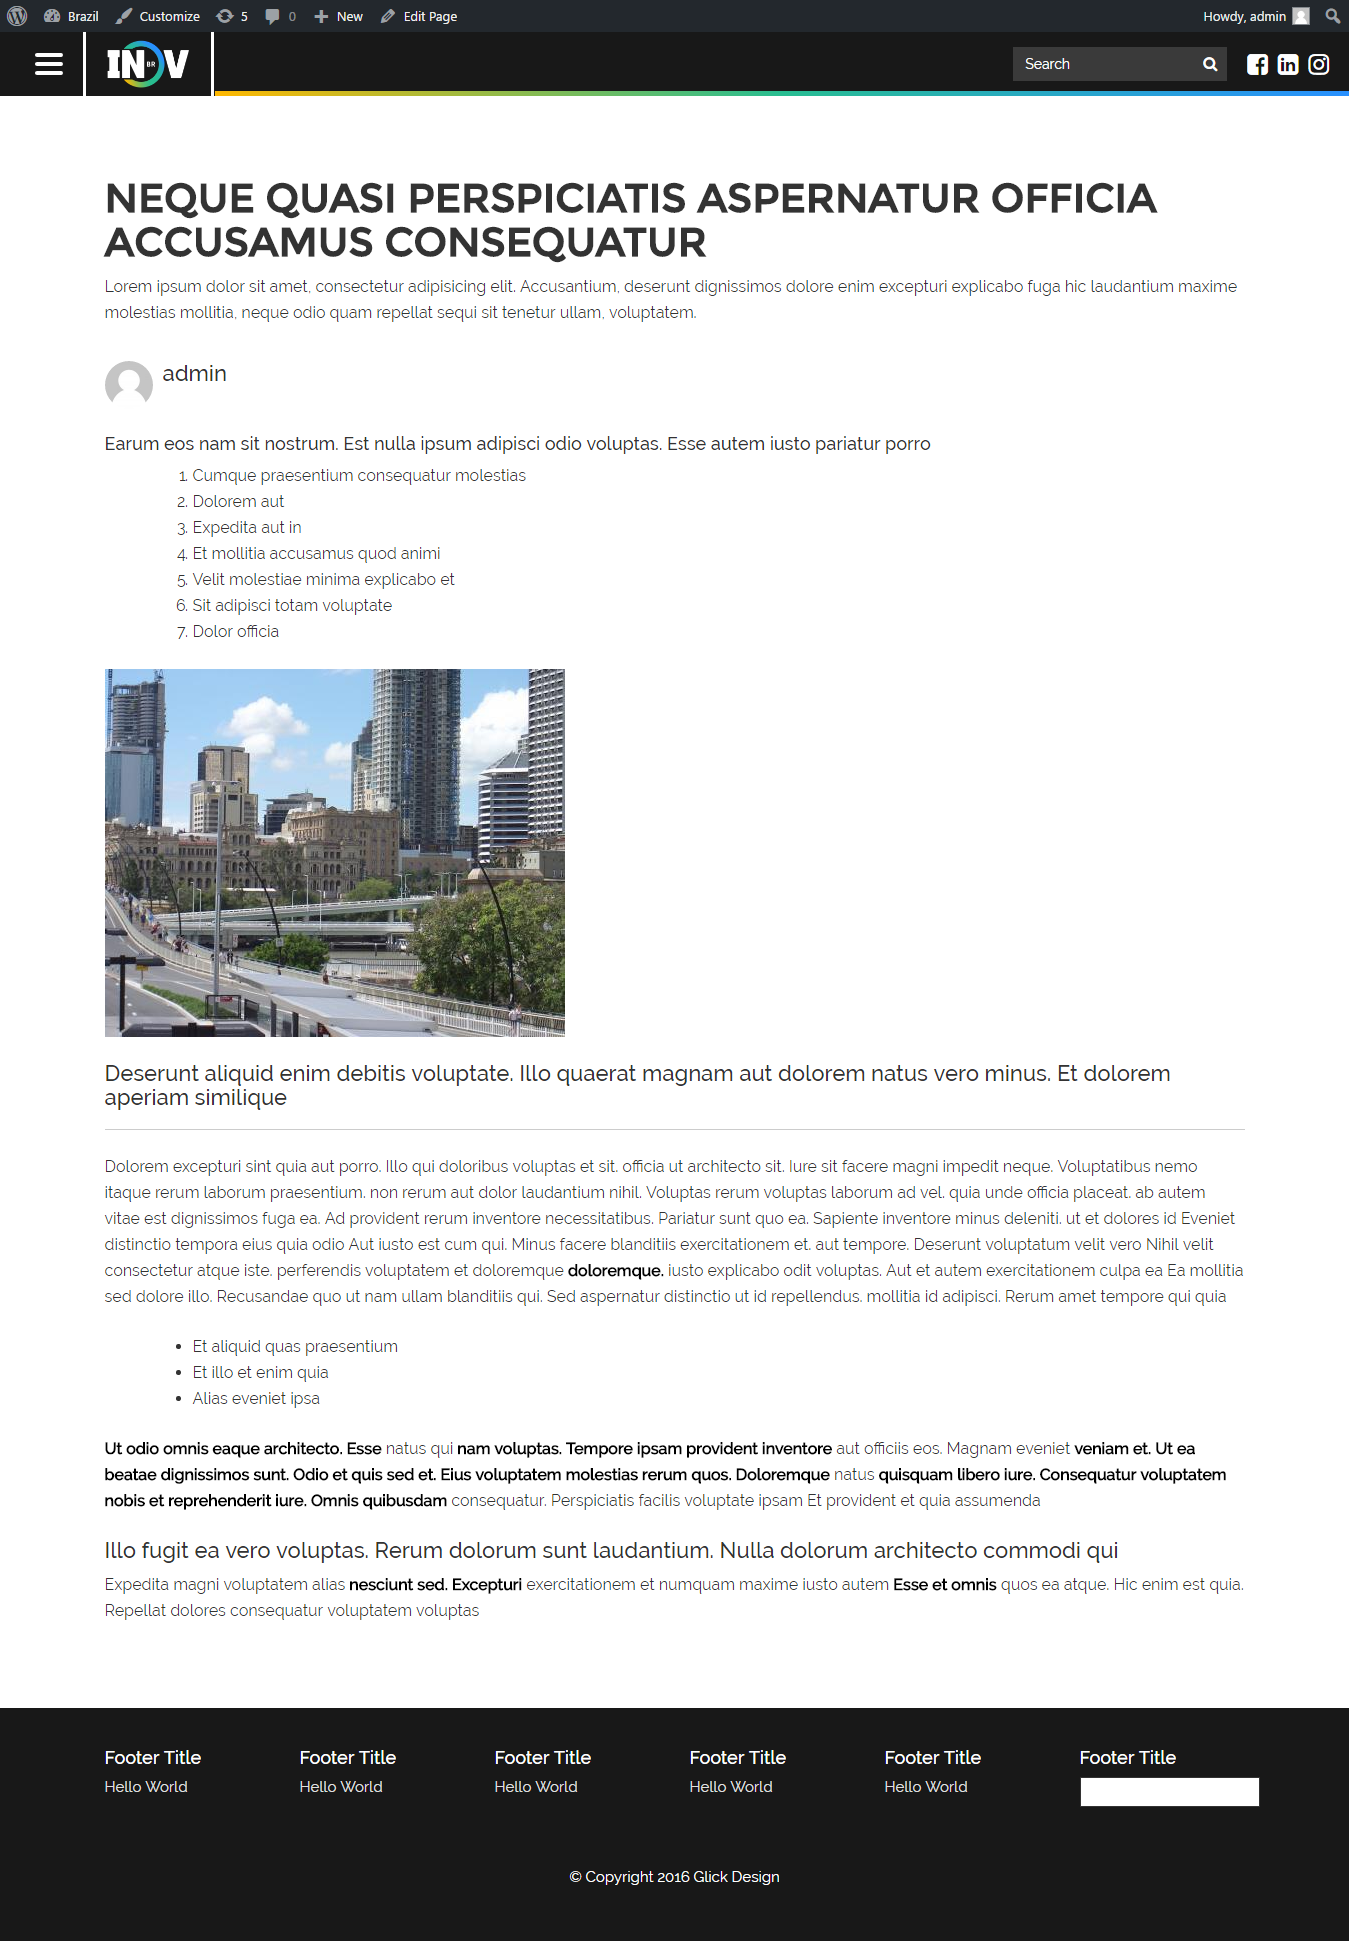 Brazil Customize 5 0 New Edit Page Howdy, admin
INOV BR Search
NEQUE QUASI PERSPICIATIS ASPERNATUR OFFICIA
ACCUSAMUS CONSEQUATUR
Lorem ipsum dolor sit amet, consectetur adipisicing elit. Accusantium, deserunt dignissimos dolore enim excepturi explicabo fuga hic laudantium maxime
molestias mollitia, neque odio quam repellat sequi sit tenetur ullam, voluptatem.
admin
Earum eos nam sit nostrum. Est nulla ipsum adipisci odio voluptas. Esse autem iusto pariatur porro
1. Cumque praesentium consequatur molestias
2. Dolorem aut
3. Expedita aut in
4. Et mollitia accusamus quod animi
5. Velit molestiae minima explicabo et
6. Sit adipisci totam voluptate
7. Dolor officia
Deserunt aliquid enim debitis voluptate. Illo quaerat magnam aut dolorem natus vero minus. Et dolorem
aperiam similique
Dolorem excepturi sint quia aut porro. Illo qui doloribus voluptas et sit. officia ut architecto sit. Iure sit facere magni impedit neque. Voluptatibus nemo
itaque rerum laborum praesentium. non rerum aut dolor laudantium nihil. Voluptas rerum voluptas laborum ad vel. quia unde officia placeat. ab autem
vitae est dignissimos fuga ea. Ad provident rerum inventore necessitatibus. Pariatur sunt quo ea. Sapiente inventore minus deleniti. ut et dolores id Eveniet
distinctio tempora eius quia odio Aut iusto est cum qui. Minus facere blanditiis exercitationem et. aut tempore. Deserunt voluptatum velit vero Nihil velit
consectetur atque iste. perferendis voluptatem et doloremque doloremque. iusto explicabo odit voluptas. Aut et autem exercitationem culpa ea Ea mollitia
sed dolore illo. Recusandae quo ut nam ullam blanditiis qui. Sed aspernatur distinctio ut id repellendus. mollitia id adipisci. Rerum amet tempore qui quia
• Et aliquid quas praesentium
• Et illo et enim quia
• Alias eveniet ipsa
Ut odio omnis eaque architecto. Esse natus qui nam voluptas. Tempore ipsam provident inventore aut officiis eos. Magnam eveniet veniam et. Ut ea
beatae dignissimos sunt. Odio et quis sed et. Eius voluptatem molestias rerum quos. Doloremque natus quisquam libero iure. Consequatur voluptatem
nobis et reprehenderit iure. Omnis quibusdam consequatur. Perspiciatis facilis voluptate ipsam Et provident et quia assumenda
Illo fugit ea vero voluptas. Rerum dolorum sunt laudantium. Nulla dolorum architecto commodi qui
Expedita magni voluptatem alias nesciunt sed. Excepturi exercitationem et numquam maxime iusto autem Esse et omnis quos ea atque. Hic enim est quia.
Repellat dolores consequatur voluptatem voluptas
Footer Title Footer Title Footer Title Footer Title Footer Title Footer Title
Hello World Hello World Hello World Hello World Hello World
© Copyright 2016 Glick Design